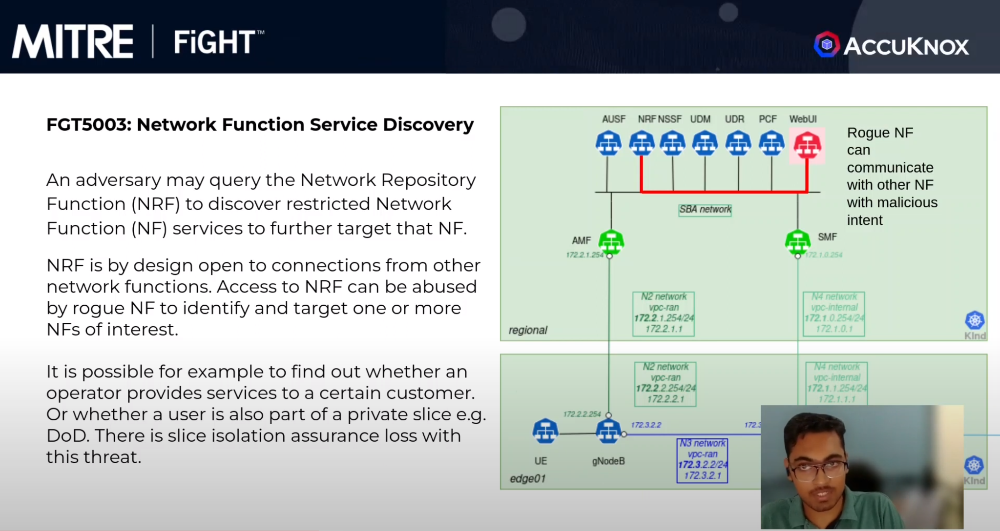 MITRE | FiGHT™
ACCUKNOX
FGT5003: Network Function Service Discovery
An adversary may query the Network Repository
Function (NRF) to discover restricted Network
Function (NF) services to further target that NF.
NRF is by design open to connections from other
network functions. Access to NRF can be abused
by rogue NF to identify and target one or more
NFs of interest.
It is possible for example to find out whether an
operator provides services to a certain customer.
Or whether a user is also part of a private slice e.g.
DoD. There is slice isolation assurance loss with
this threat.
AUSF NRF NSSF UDM UDR PCF WebUI
Rogue NF
can
communicate
with other NF
with malicious
intent
SBA network
AMF
172.2.1.254
SMF
172.1.0.254
N2 network
vpc-ran
172.2.1.254/24
172.2.1.1
N4 network
vpc-internal
172.1.0.254/24
172.1.0.1
regional
KInd
N2 network
vpc-ran
172.2.2.254/24
172.2.2.1
N4 network
vpc-internal
172.1.1.254/24
172.1.1.1
172.2.2.254
172.3.2.2
172.3
UE
gNodeB
N3 network
vpc-ran
172.3.2.2/24
172.3.2.1
edge01
KInd